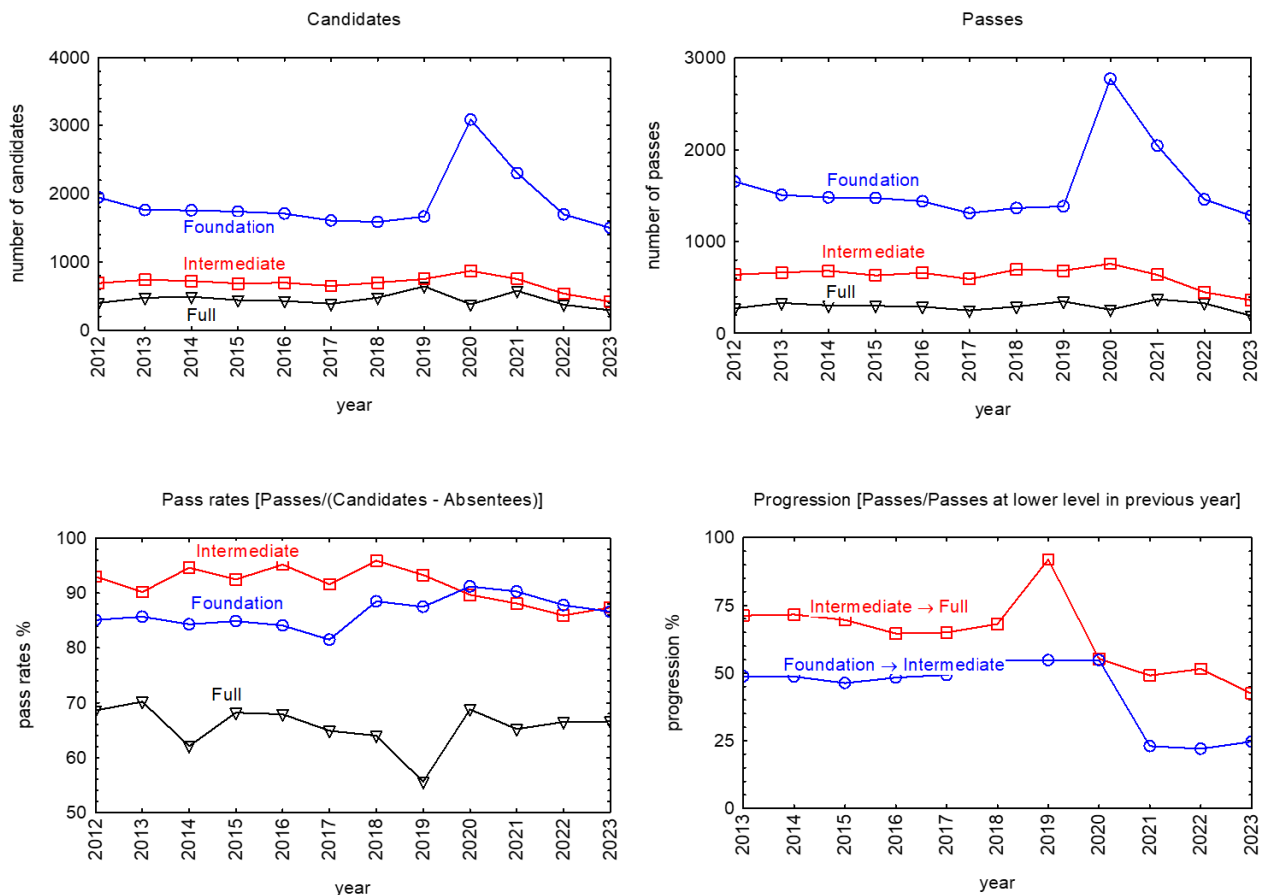 Candidates
number of candidates
4000
3000
2000
1000
0
Foundation
Intermediate
Full
2012 2013 2014 2015 2016 2017 2018 2019 2020 2021 2022 2023
year
Passes
number of passes
3000
2000
1000
0
Foundation
Intermediate
Full
2012 2013 2014 2015 2016 2017 2018 2019 2020 2021 2022 2023
year
Pass rates [Passes/(Candidates - Absentees)]
pass rates %
100
90
80
70
60
50
Intermediate
Foundation
Full
2012 2013 2014 2015 2016 2017 2018 2019 2020 2021 2022 2023
year
Progression [Passes/Passes at lower level in previous year]
progression %
100
75
50
25
0
Intermediate → Full
Foundation → Intermediate
2013 2014 2015 2016 2017 2018 2019 2020 2021 2022 2023
year